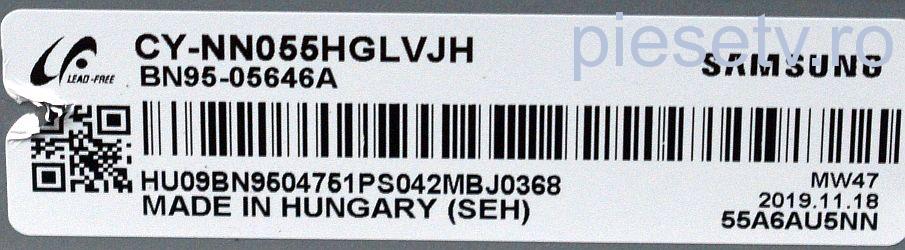 piesetv.ro
CY-NN055HGLVJH
SAMSUNG
LEAD-FREE
BN95-05646A
HU09BN9504751PS042MBJ0368
MW47
2019.11.18
MADE IN HUNGARY (SEH)
55A6AU5NN